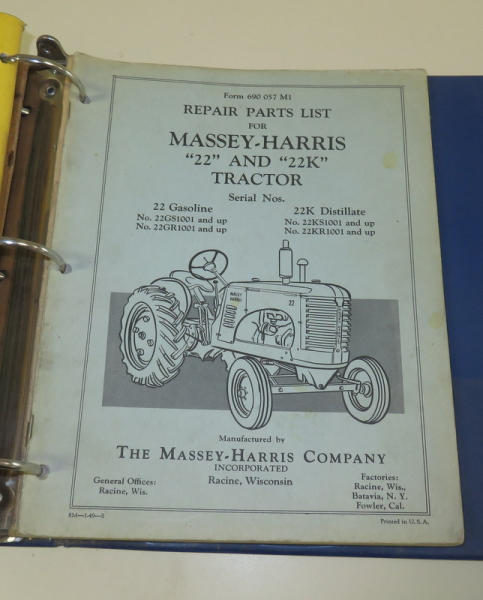 Form 690 057 M1
REPAIR PARTS LIST
FOR
MASSEY-HARRIS
"22" AND "22K"
TRACTOR
Serial Nos.
22 Gasoline
No. 22GS1001 and up
No. 22GR1001 and up
22K Distillate
No. 22KS1001 and up
No. 22KR1001 and up
MASSEY
HARRIS
22
Manufactured by
THE MASSEY-HARRIS COMPANY
INCORPORATED
Racine, Wisconsin
General Offices:
Racine, Wis.
Factories:
Racine, Wis.,
Batavia, N. Y.
Fowler, Cal.
Printed in U. S. A.